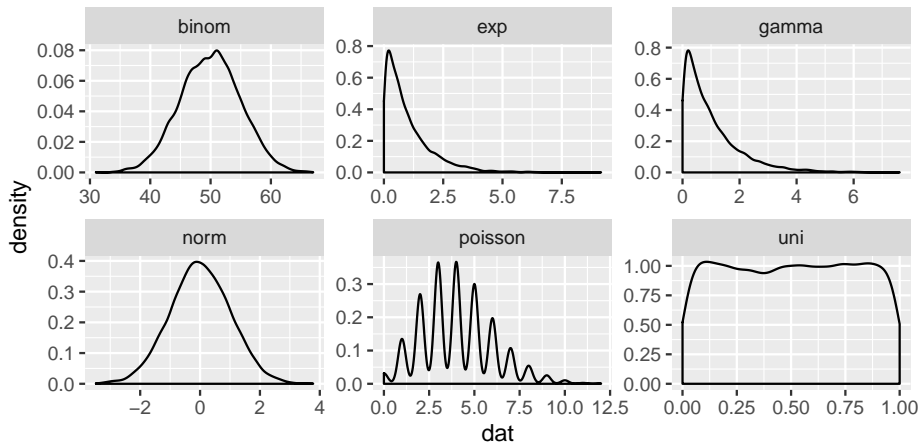 binom exp gamma
0.08 0.8 0.8
0.06 0.6 0.6
0.04 0.4 0.4
0.02 0.2 0.2
0.00 0.0 0.0
30 40 50 60 0.0 2.5 5.0 7.5 0 2 4 6
density
norm poisson uni
0.4 0.3 1.00
0.3 0.2 0.75
0.2 0.1 0.50
0.1 0.0 0.25
0.0 0.00
−2 0 2 4 0.0 2.5 5.0 7.5 10.0 12.5 0.00 0.25 0.50 0.75 1.00
dat